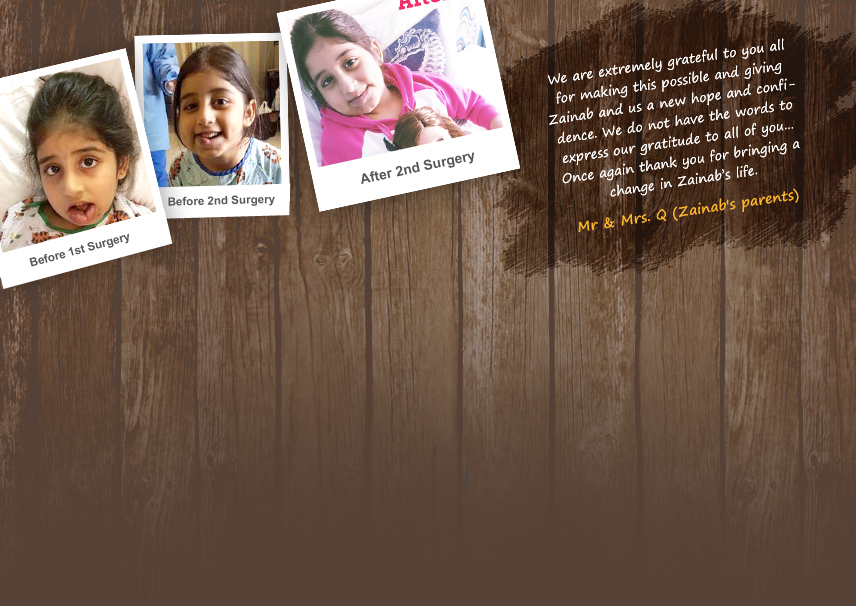 We are extremely grateful to you all
for making this possible and giving
Zainab and us a new hope and confi-
dence. We do not have the words to
express our gratitude to all of you...
Once again thank you for bringing a
change in Zainab's life.
Mr & Mrs. Q (Zainab's parents)
After 2nd Surgery
Before 2nd Surgery
Before 1st Surgery